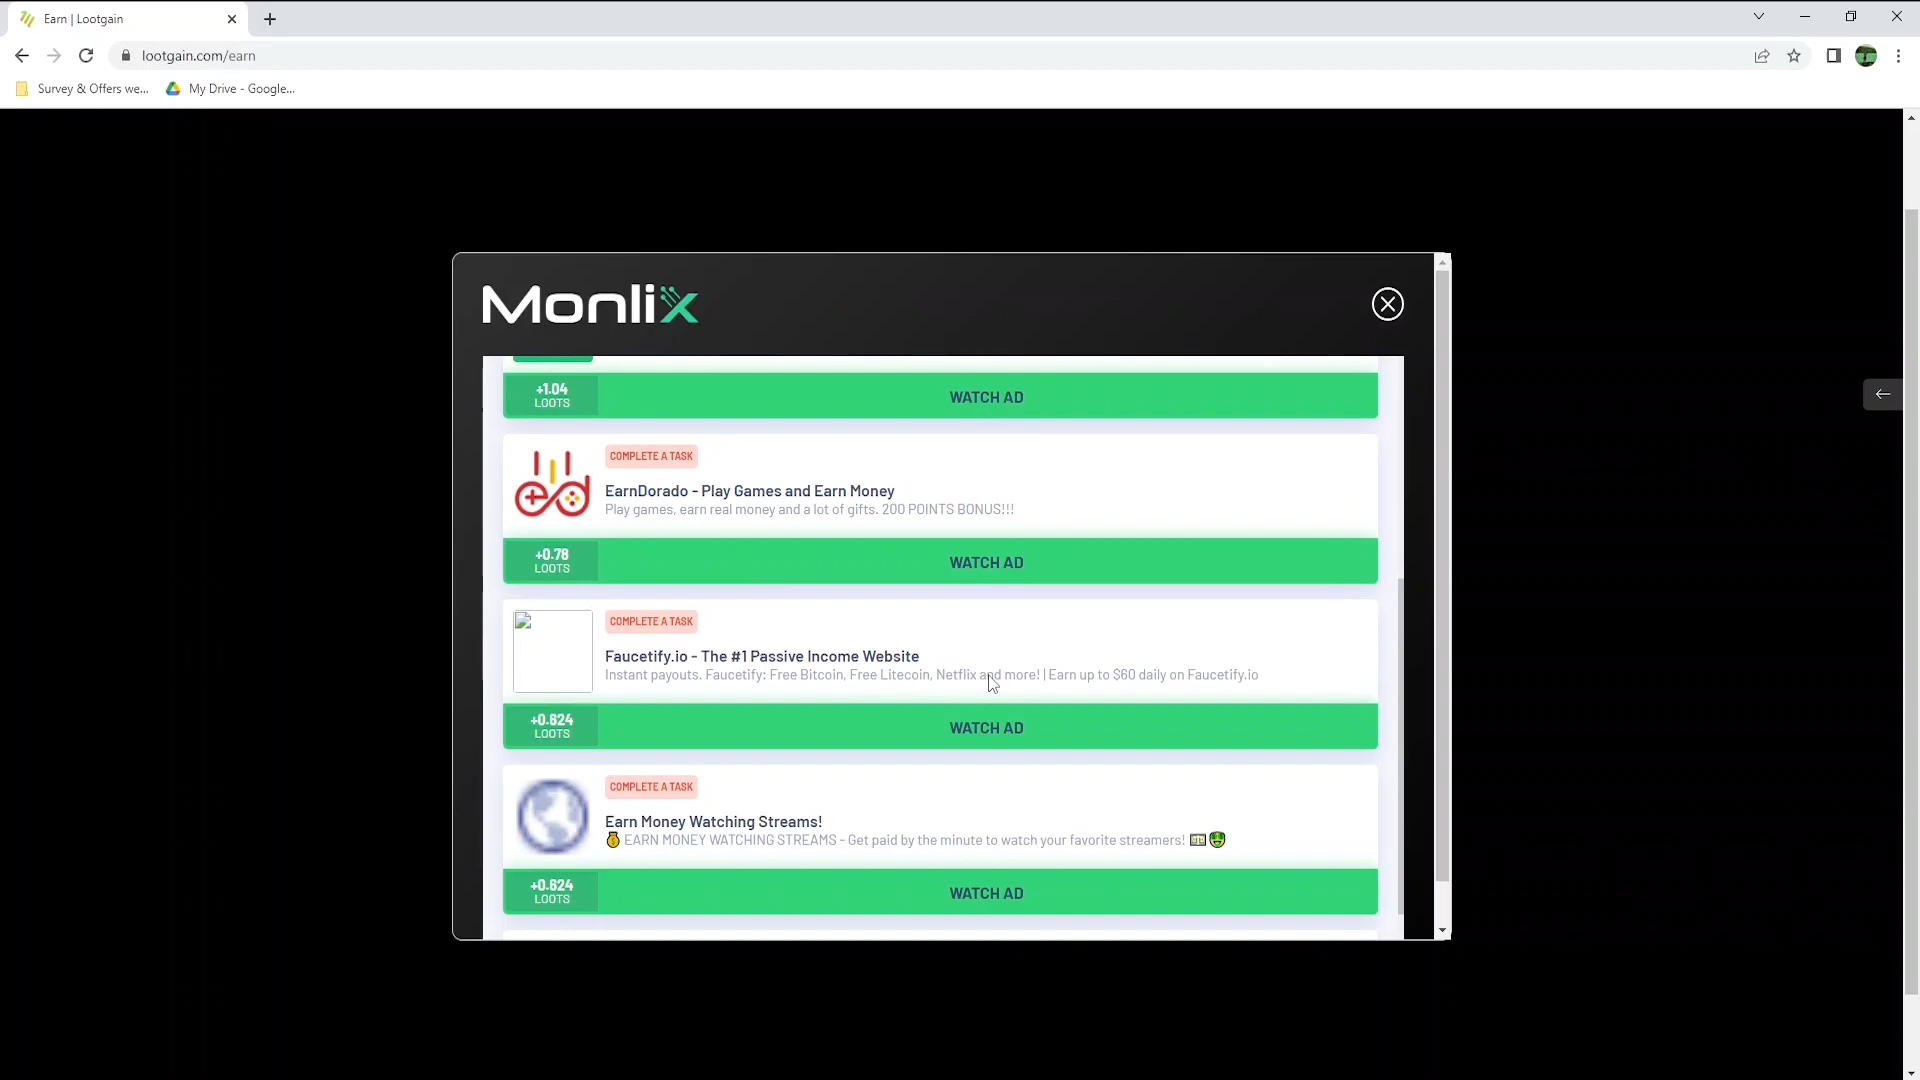 Earn | Lootgain
lootgain.com/earn
Survey & Offers we...
My Drive - Google...
Monlix
+1.04
LOOTS
WATCH AD
COMPLETE A TASK
EarnDorado - Play Games and Earn Money
Play games, earn real money and a lot of gifts. 200 POINTS BONUS!!!
+0.78
LOOTS
WATCH AD
COMPLETE A TASK
Faucetify.io - The #1 Passive Income Website
Instant payouts. Faucetify: Free Bitcoin, Free Litecoin, Netflix and more! | Earn up to $60 daily on Faucetify.io
+0.624
LOOTS
WATCH AD
COMPLETE A TASK
Earn Money Watching Streams!
💰 EARN MONEY WATCHING STREAMS - Get paid by the minute to watch your favorite streamers! 💵🤑
+0.624
LOOTS
WATCH AD